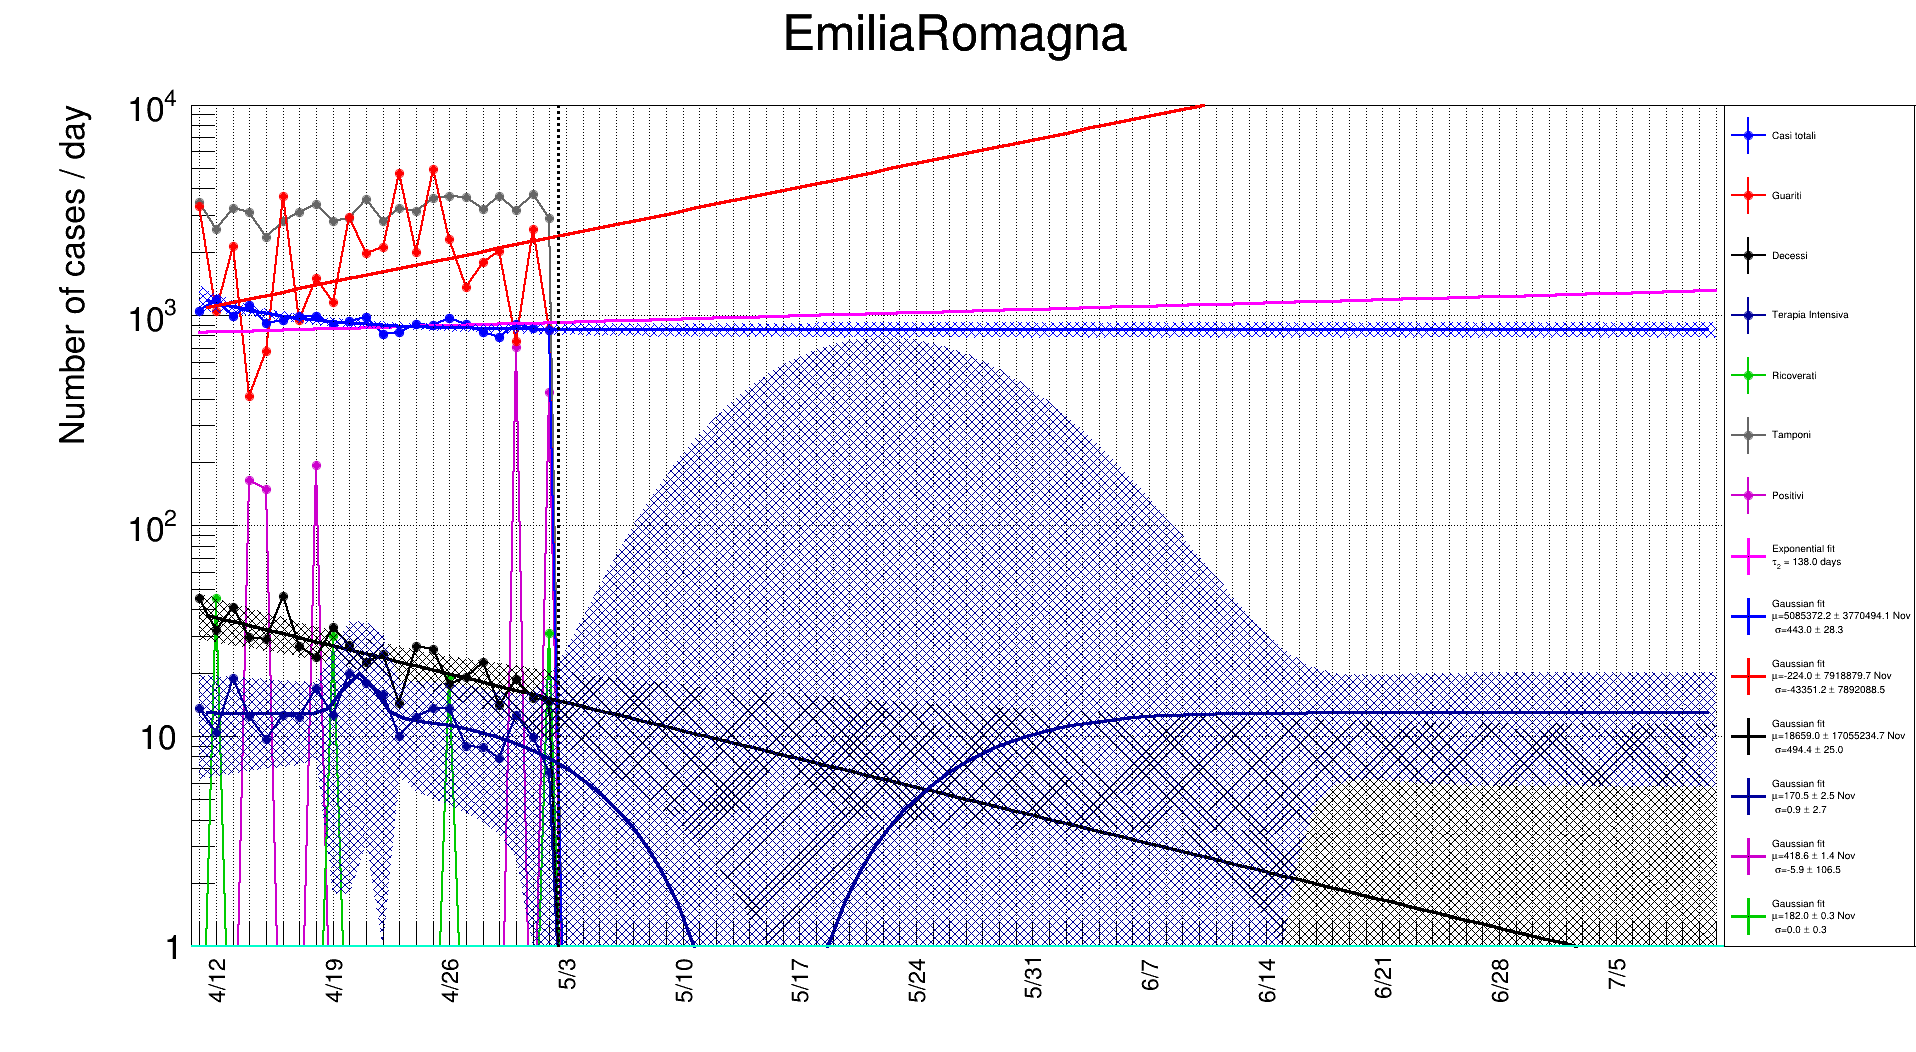 EmiliaRomagna
Number of cases / day
10^4
10^3
10^2
10
1
4/12
4/19
4/26
5/3
5/10
5/17
5/24
5/31
6/7
6/14
6/21
6/28
7/5
Casi totali
Guariti
Decessi
Terapia Intensiva
Ricoverati
Tamponi
Positivi
Exponential fit
τ₂ = 138.0 days
Gaussian fit
μ=5085372.2 ± 3770494.1 Nov
σ=443.0 ± 28.3
Gaussian fit
μ=-224.0 ± 7918879.7 Nov
σ=-43351.2 ± 7892088.5
Gaussian fit
μ=18659.0 ± 17055234.7 Nov
σ=494.4 ± 25.0
Gaussian fit
μ=170.5 ± 2.5 Nov
σ=0.9 ± 2.7
Gaussian fit
μ=418.6 ± 1.4 Nov
σ=-5.9 ± 106.5
Gaussian fit
μ=182.0 ± 0.3 Nov
σ=0.0 ± 0.3